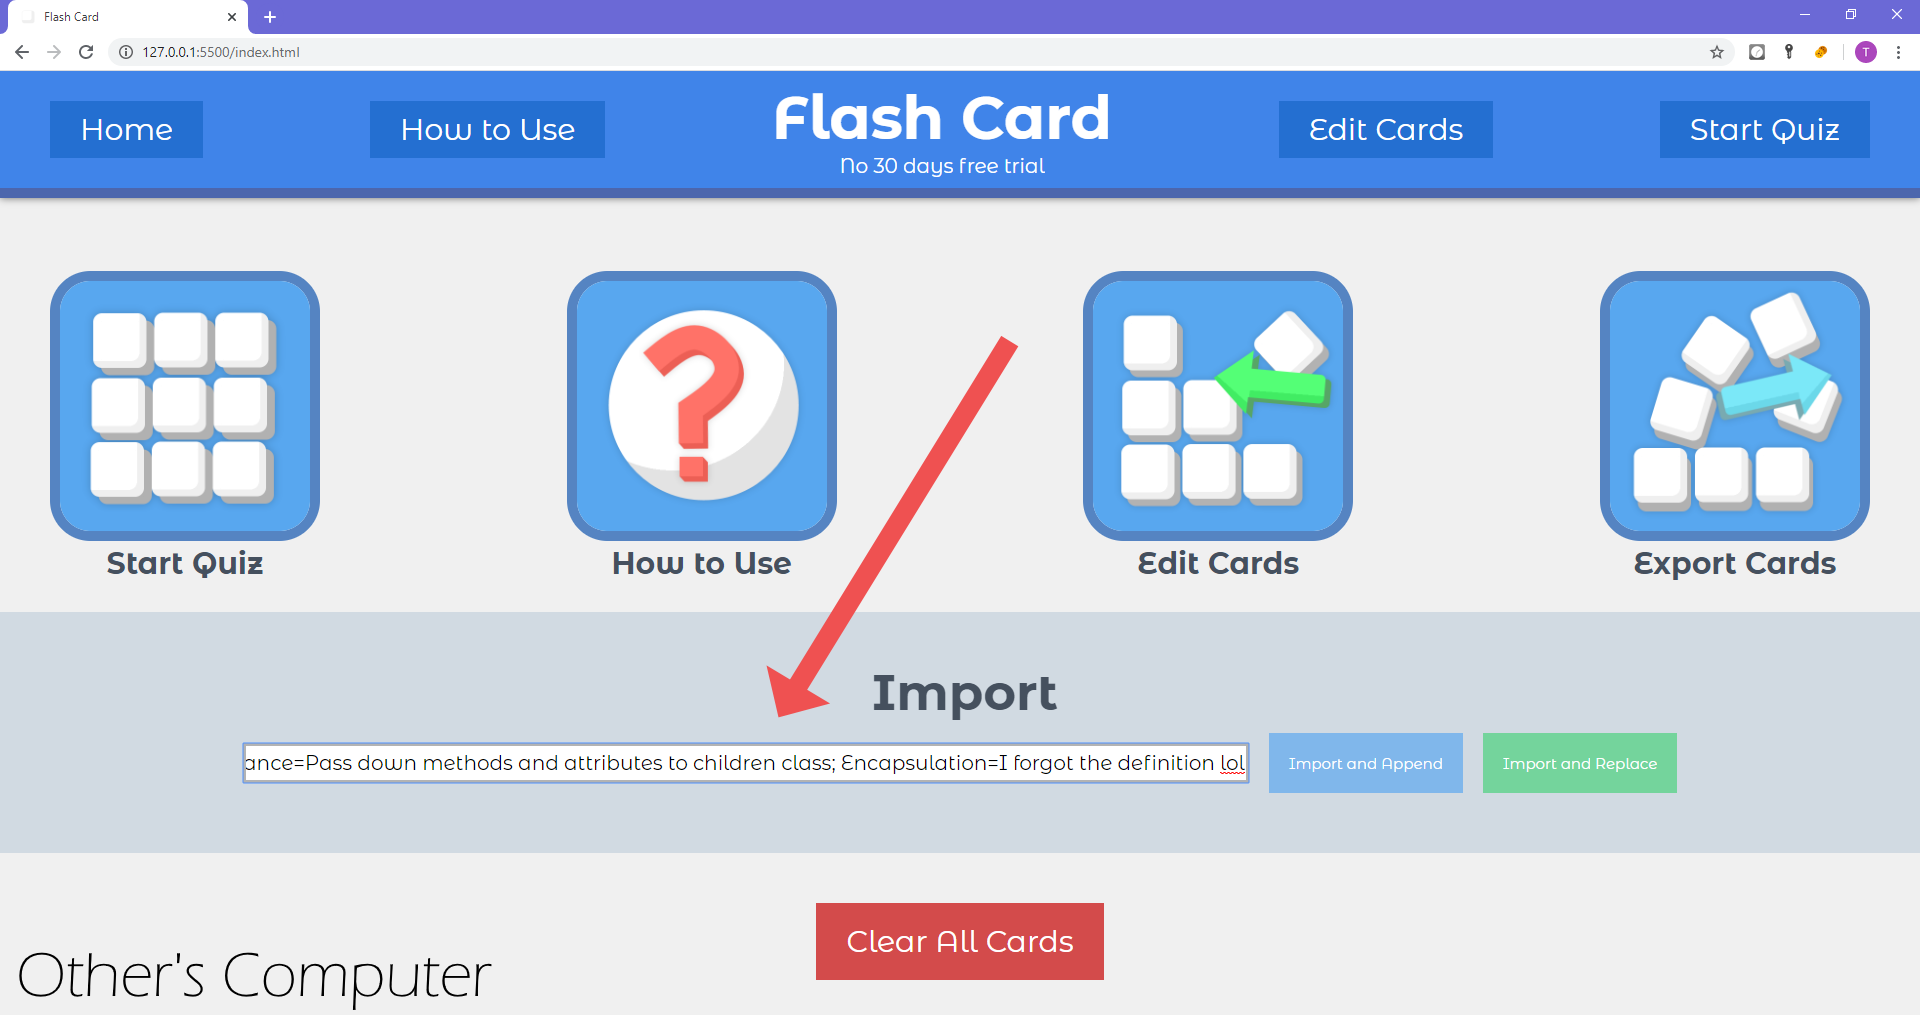 Flash Card
127.0.0.1:5500/index.html
T
Home
How to Use
Flash Card
No 30 days free trial
Edit Cards
Start Quiz
Start Quiz
How to Use
Edit Cards
Export Cards
Import
ance=Pass down methods and attributes to children class; Encapsulation=I forgot the definition lol
Import and Append
Import and Replace
Clear All Cards
Other's Computer